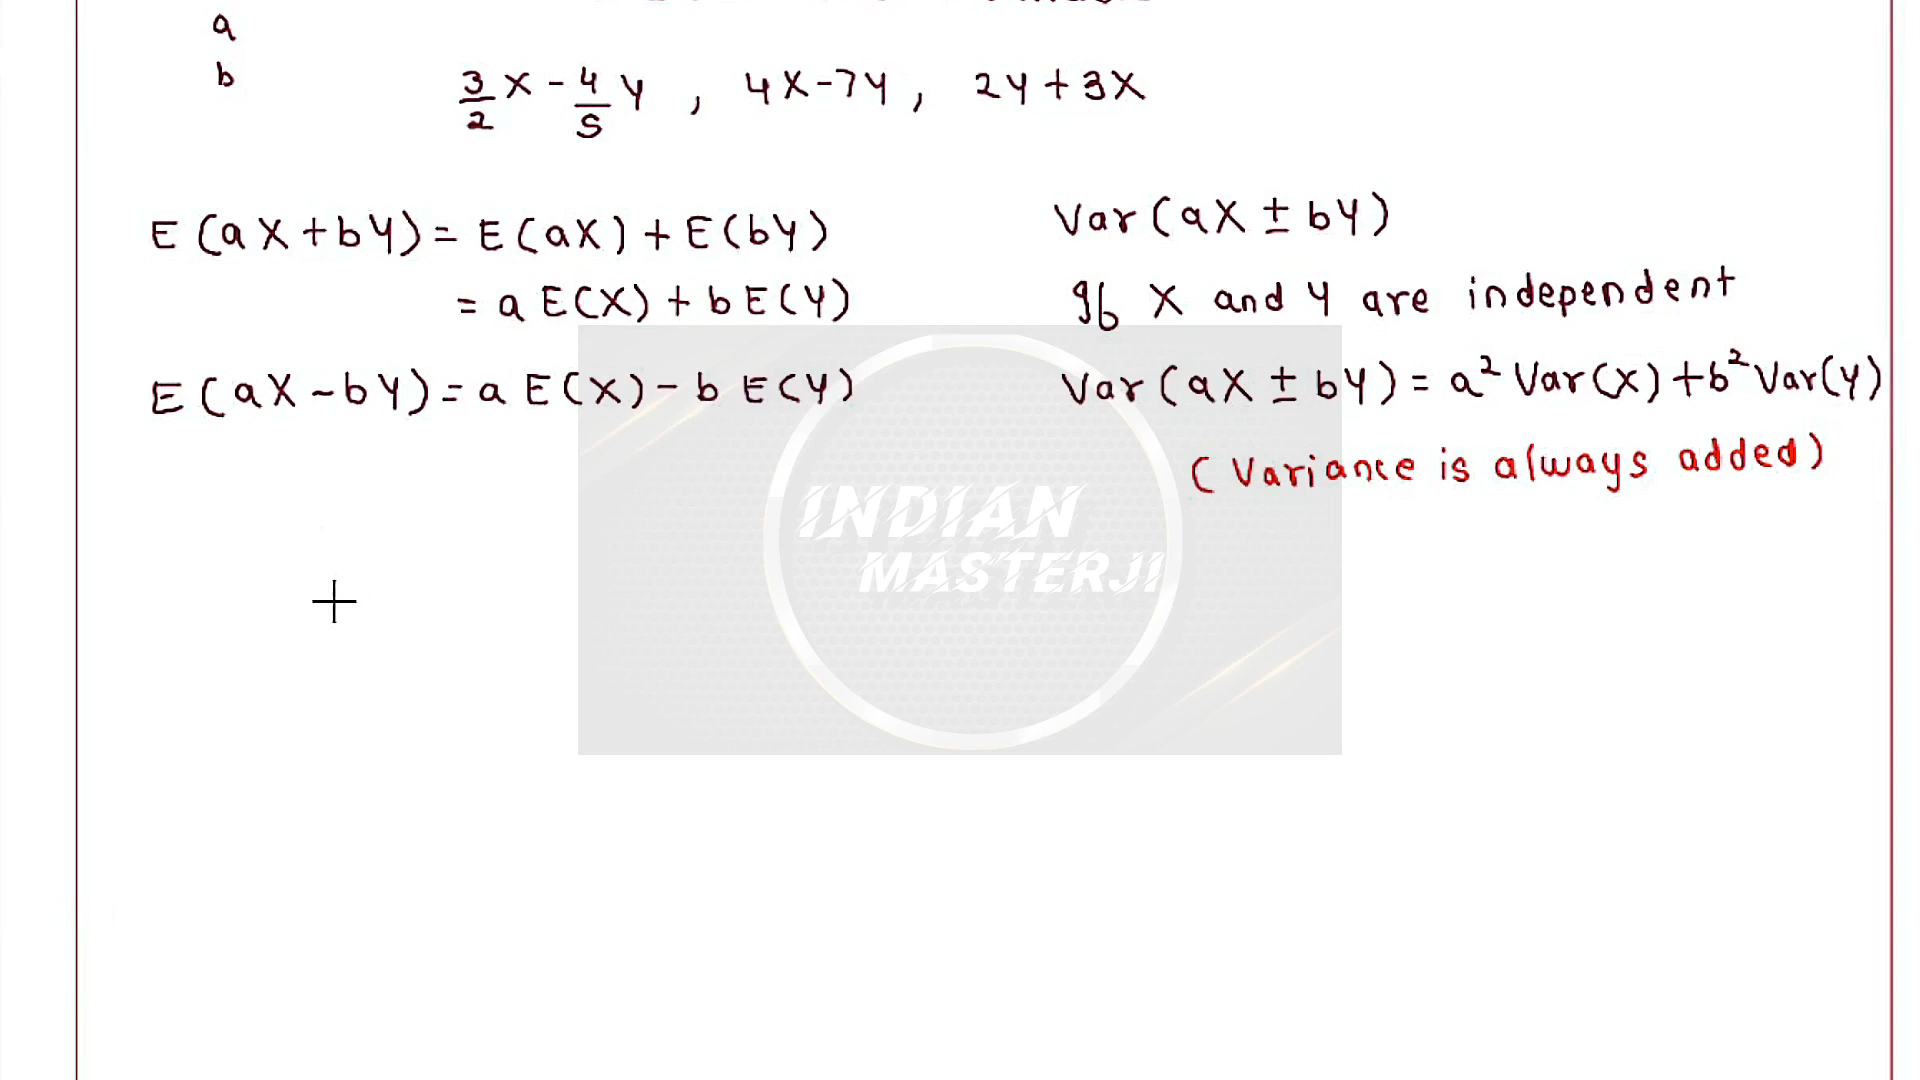 a
b
3/2 X - 4/5 Y , 4X-7Y, 2Y+3X
E(aX+bY)= E(aX)+E(bY)
= a E(X)+bE(Y)
E(aX-bY)= a E(X)- b E(Y)
Var(aX ± bY)
If X and Y are independent
Var(aX ± bY)= a² Var(X)+b² Var(Y)
(Variance is always added)
INDIAN
MASTERJI